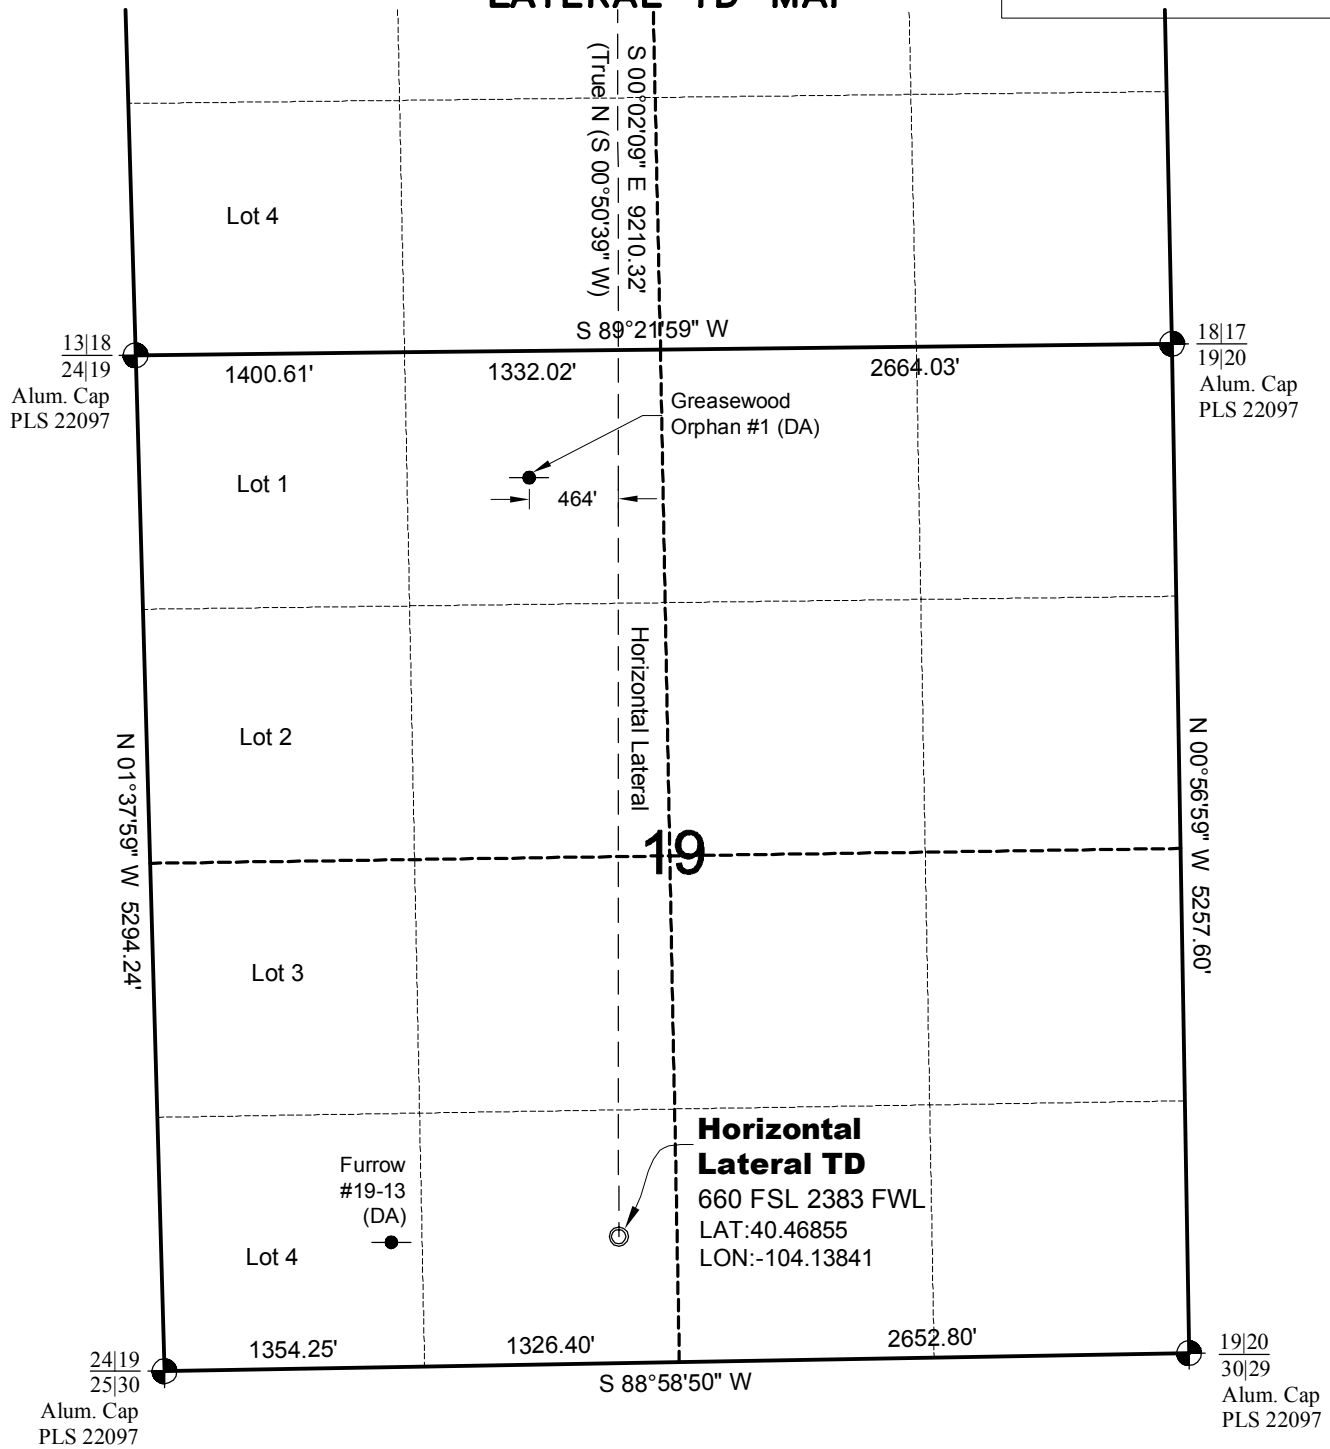 LATERAL TD MAP
S 00°02'09" E 9210.32'
(True N (S 00°50'39" W)
Lot 4
S 89°21'59" W
13|18
24|19
Alum. Cap
PLS 22097
18|17
19|20
Alum. Cap
PLS 22097
1400.61'
1332.02'
2664.03'
Greasewood
Orphan #1 (DA)
Lot 1
464'
Horizontal Lateral
Lot 2
N 01°37'59" W 5294.24'
N 00°56'59" W 5257.60'
19
Lot 3
Horizontal
Lateral TD
660 FSL 2383 FWL
LAT:40.46855
LON:-104.13841
Furrow
#19-13
(DA)
Lot 4
1354.25'
1326.40'
2652.80'
S 88°58'50" W
24|19
25|30
Alum. Cap
PLS 22097
19|20
30|29
Alum. Cap
PLS 22097